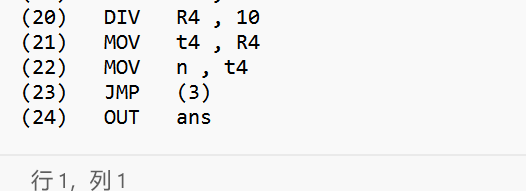 (20) DIV R4 , 10
(21) MOV t4 , R4
(22) MOV n , t4
(23) JMP (3)
(24) OUT ans
行 1, 列 1